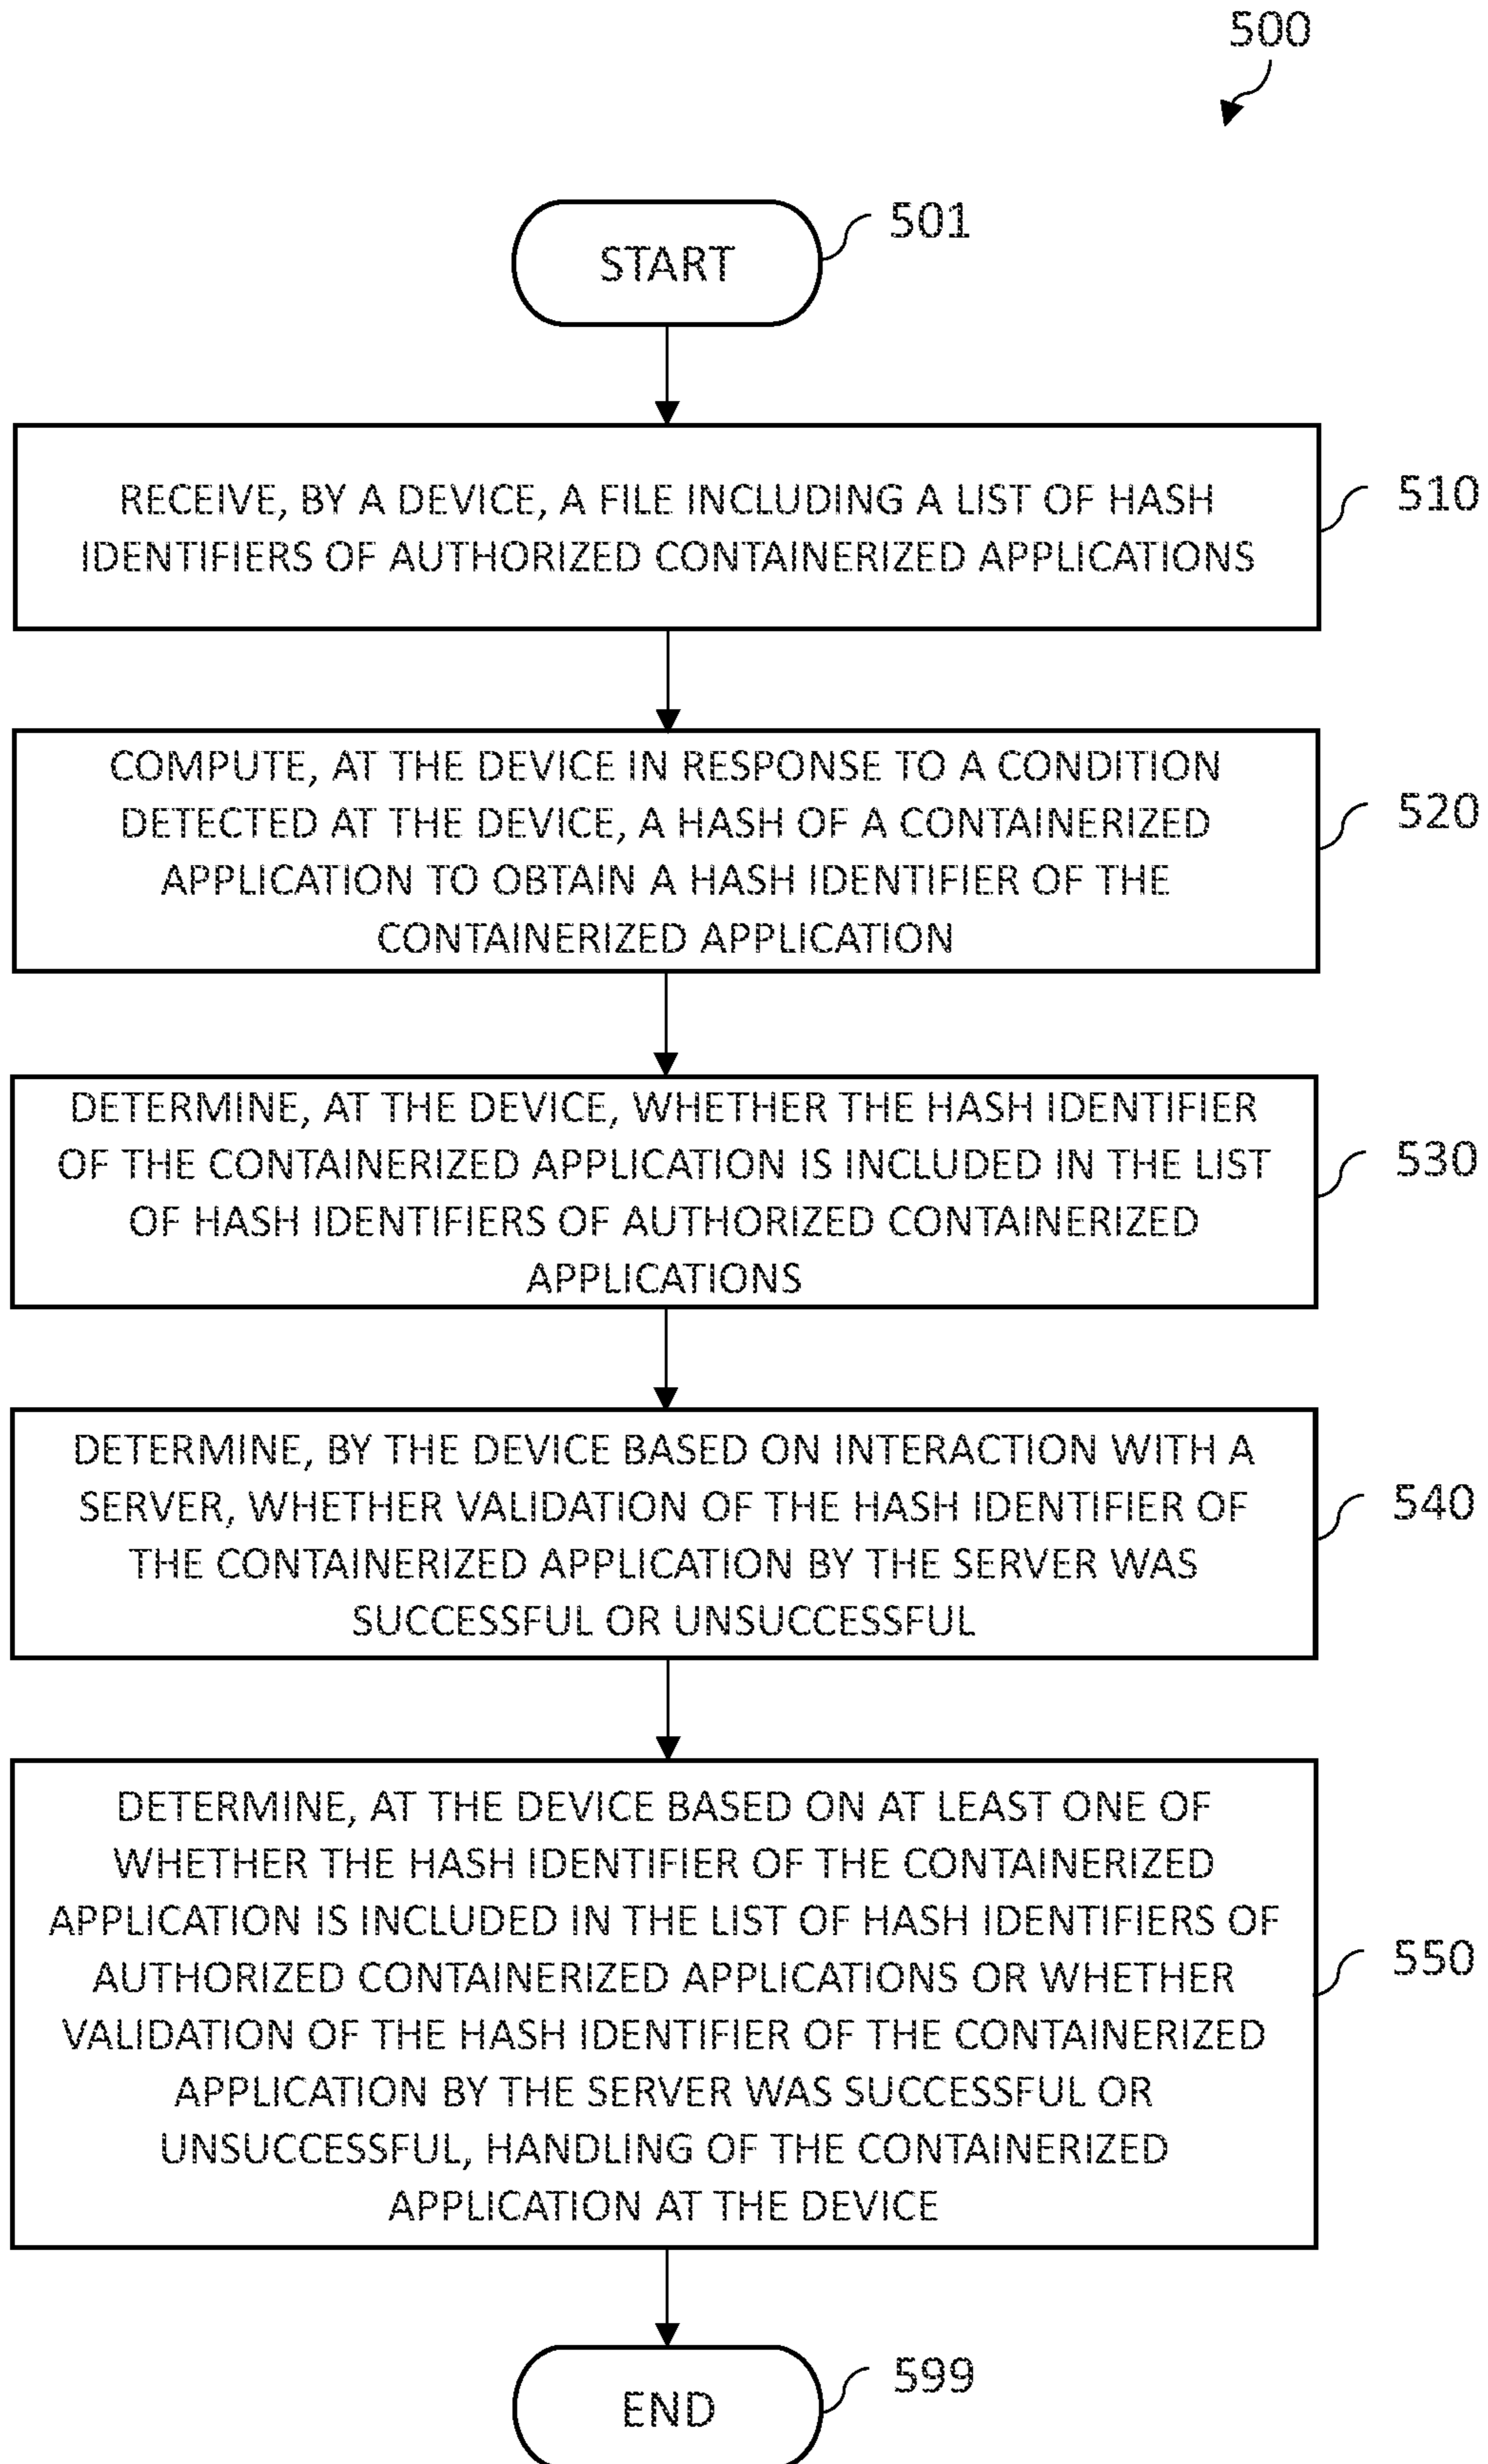 500
START
501
RECEIVE, BY A DEVICE, A FILE INCLUDING A LIST OF HASH
IDENTIFIERS OF AUTHORIZED CONTAINERIZED APPLICATIONS
510
COMPUTE, AT THE DEVICE IN RESPONSE TO A CONDITION
DETECTED AT THE DEVICE, A HASH OF A CONTAINERIZED
APPLICATION TO OBTAIN A HASH IDENTIFIER OF THE
CONTAINERIZED APPLICATION
520
DETERMINE, AT THE DEVICE, WHETHER THE HASH IDENTIFIER
OF THE CONTAINERIZED APPLICATION IS INCLUDED IN THE LIST
OF HASH IDENTIFIERS OF AUTHORIZED CONTAINERIZED
APPLICATIONS
530
DETERMINE, BY THE DEVICE BASED ON INTERACTION WITH A
SERVER, WHETHER VALIDATION OF THE HASH IDENTIFIER OF
THE CONTAINERIZED APPLICATION BY THE SERVER WAS
SUCCESSFUL OR UNSUCCESSFUL
540
DETERMINE, AT THE DEVICE BASED ON AT LEAST ONE OF
WHETHER THE HASH IDENTIFIER OF THE CONTAINERIZED
APPLICATION IS INCLUDED IN THE LIST OF HASH IDENTIFIERS OF
AUTHORIZED CONTAINERIZED APPLICATIONS OR WHETHER
VALIDATION OF THE HASH IDENTIFIER OF THE CONTAINERIZED
APPLICATION BY THE SERVER WAS SUCCESSFUL OR
UNSUCCESSFUL, HANDLING OF THE CONTAINERIZED
APPLICATION AT THE DEVICE
550
END
599